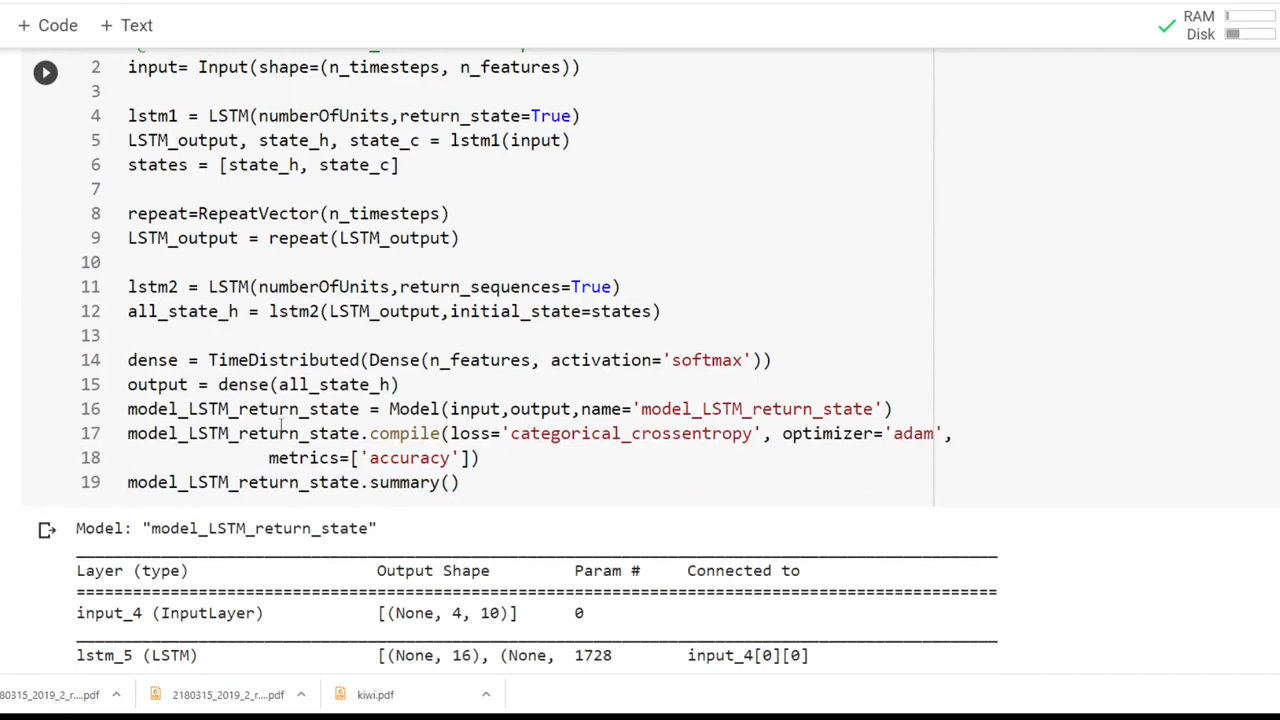 + Code + Text
RAM
Disk
2 input= Input(shape=(n_timesteps, n_features))
3
4 lstm1 = LSTM(numberOfUnits,return_state=True)
5 LSTM_output, state_h, state_c = lstm1(input)
6 states = [state_h, state_c]
7
8 repeat=RepeatVector(n_timesteps)
9 LSTM_output = repeat(LSTM_output)
10
11 lstm2 = LSTM(numberOfUnits,return_sequences=True)
12 all_state_h = lstm2(LSTM_output,initial_state=states)
13
14 dense = TimeDistributed(Dense(n_features, activation='softmax'))
15 output = dense(all_state_h)
16 model_LSTM_return_state = Model(input,output,name='model_LSTM_return_state')
17 model_LSTM_return_state.compile(loss='categorical_crossentropy', optimizer='adam',
18 metrics=['accuracy'])
19 model_LSTM_return_state.summary()
Model: "model_LSTM_return_state"
Layer (type) Output Shape Param # Connected to
input_4 (InputLayer) [(None, 4, 10)] 0
lstm_5 (LSTM) [(None, 16), (None, 1728 input_4[0][0]
80315_2019_2_r....pdf 2180315_2019_2_r....pdf kiwi.pdf